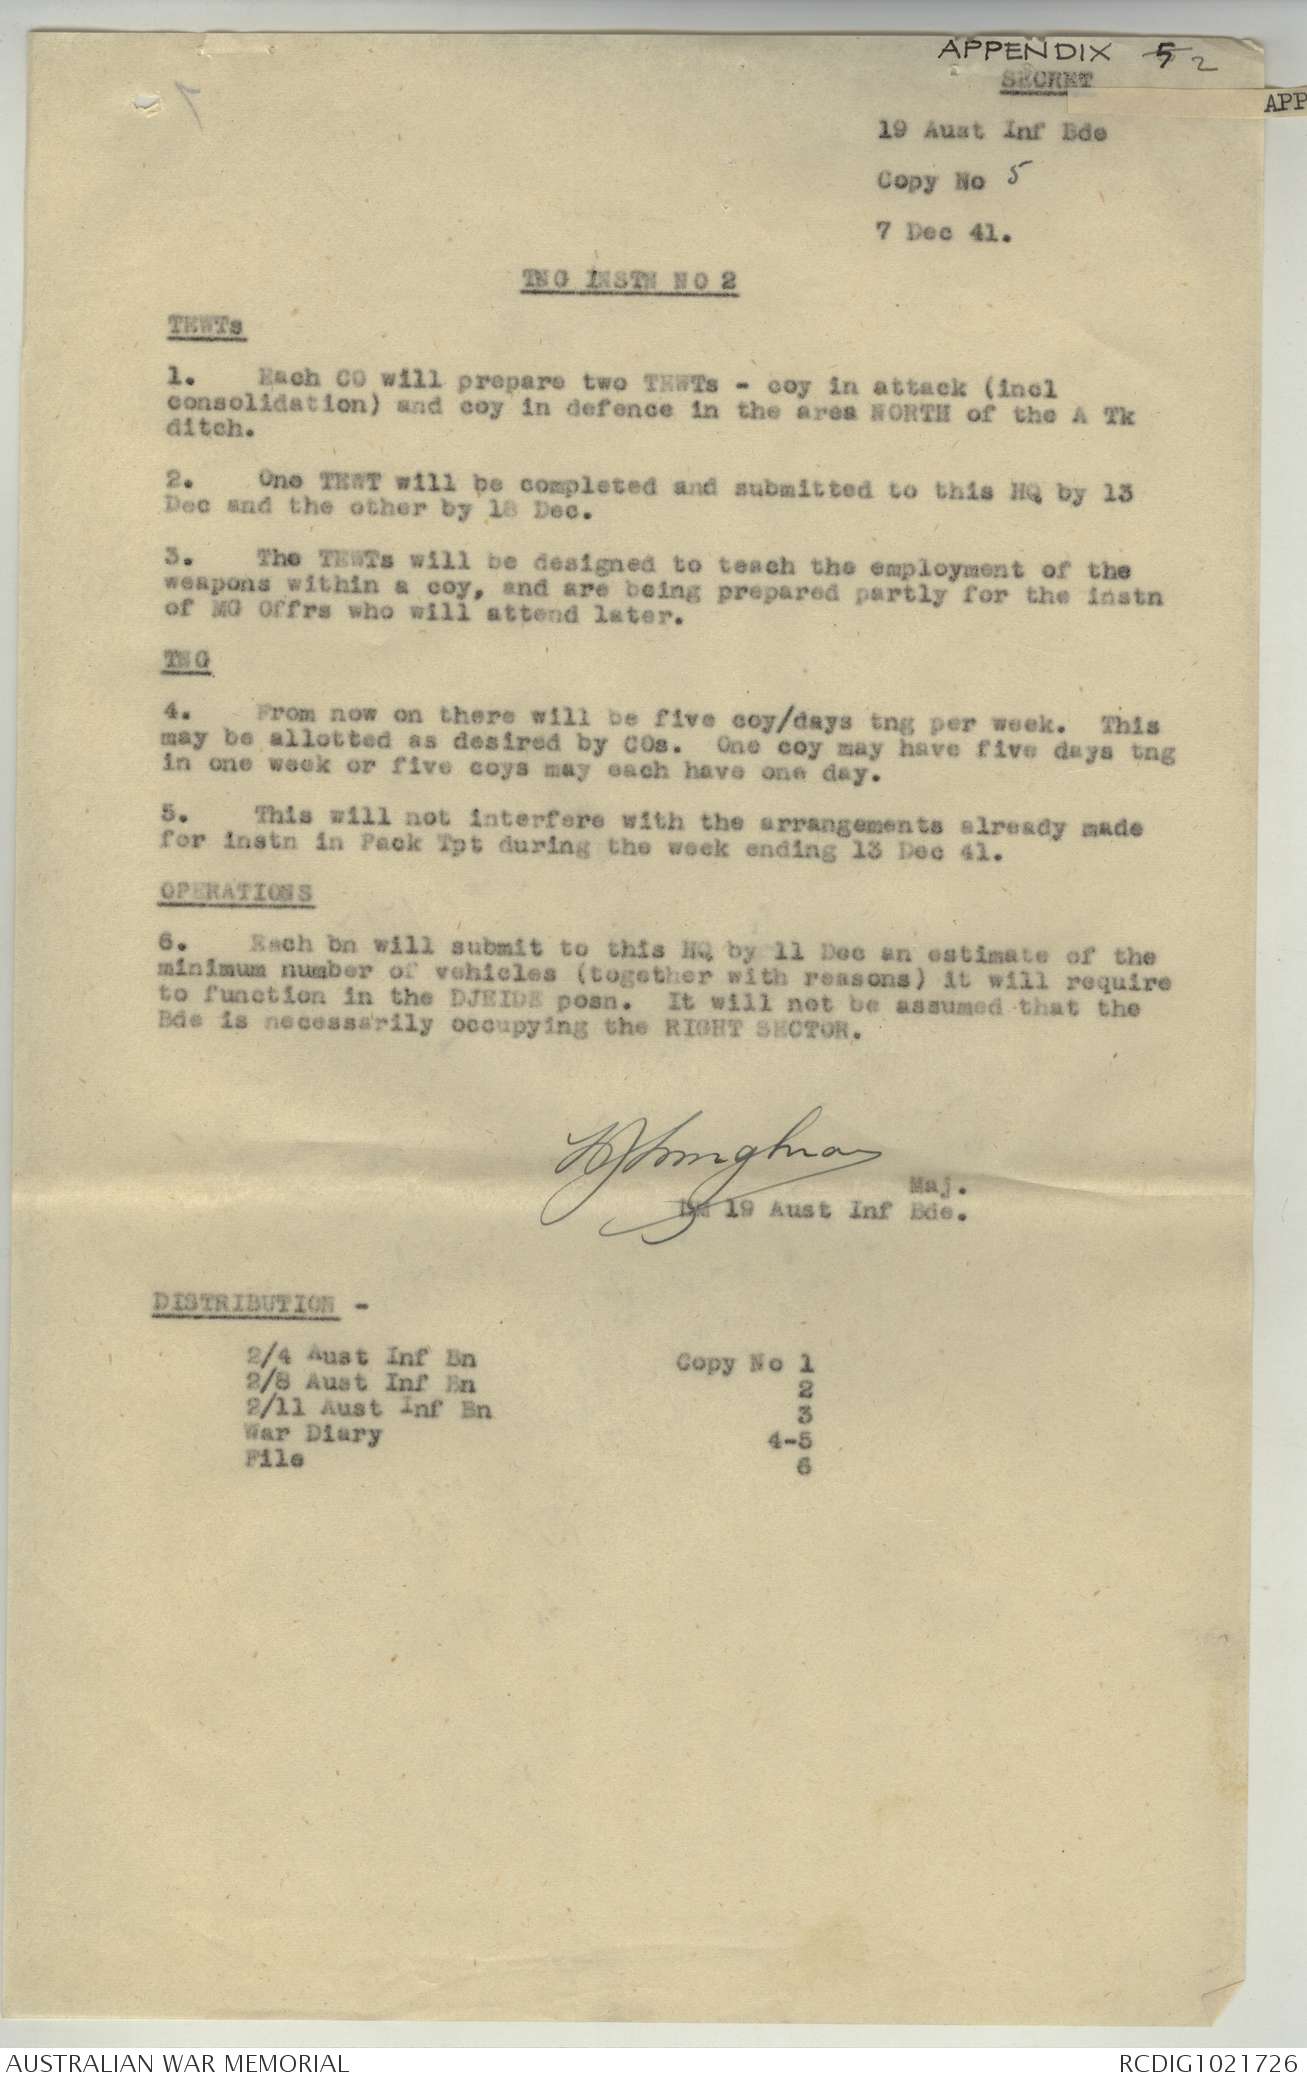 APPENDIX 5 2
SECRET
APP
7
19 Aust Inf Bde
Copy No 5
7 Dec 41.
TNG INSTN NO 2
TEWTs
1. Each CO will prepare two TEWTs - coy in attack (incl
consolidation) and coy in defence in the area NORTH of the A Tk
ditch.
2. One TEWT will be completed and submitted to this HQ by 13
Dec and the other by 18 Dec.
3. The TEWTs will be designed to teach the employment of the
weapons within a coy, and are being prepared partly for the instn
of MG Offrs who will attend later.
TNG
4. From now on there will be five coy/days tng per week. This
may be allotted as desired by COs. One coy may have five days tng
in one week or five coys may each have one day.
5. This will not interfere with the arrangements already made
for instn in Pack Tpt during the week ending 13 Dec 41.
OPERATIONS
6. Each bn will submit to this HQ by 11 Dec an estimate of the
minimum number of vehicles (together with reasons) it will require
to function in the DJEIDE posn. It will not be assumed that the
Bde is necessarily occupying the RIGHT SECTOR.
Maj.
BM 19 Aust Inf Bde.
DISTRIBUTION -
2/4 Aust Inf Bn Copy No 1
2/8 Aust Inf Bn 2
2/11 Aust Inf Bn 3
War Diary 4-5
File 6
AUSTRALIAN WAR MEMORIAL RCDIG1021726